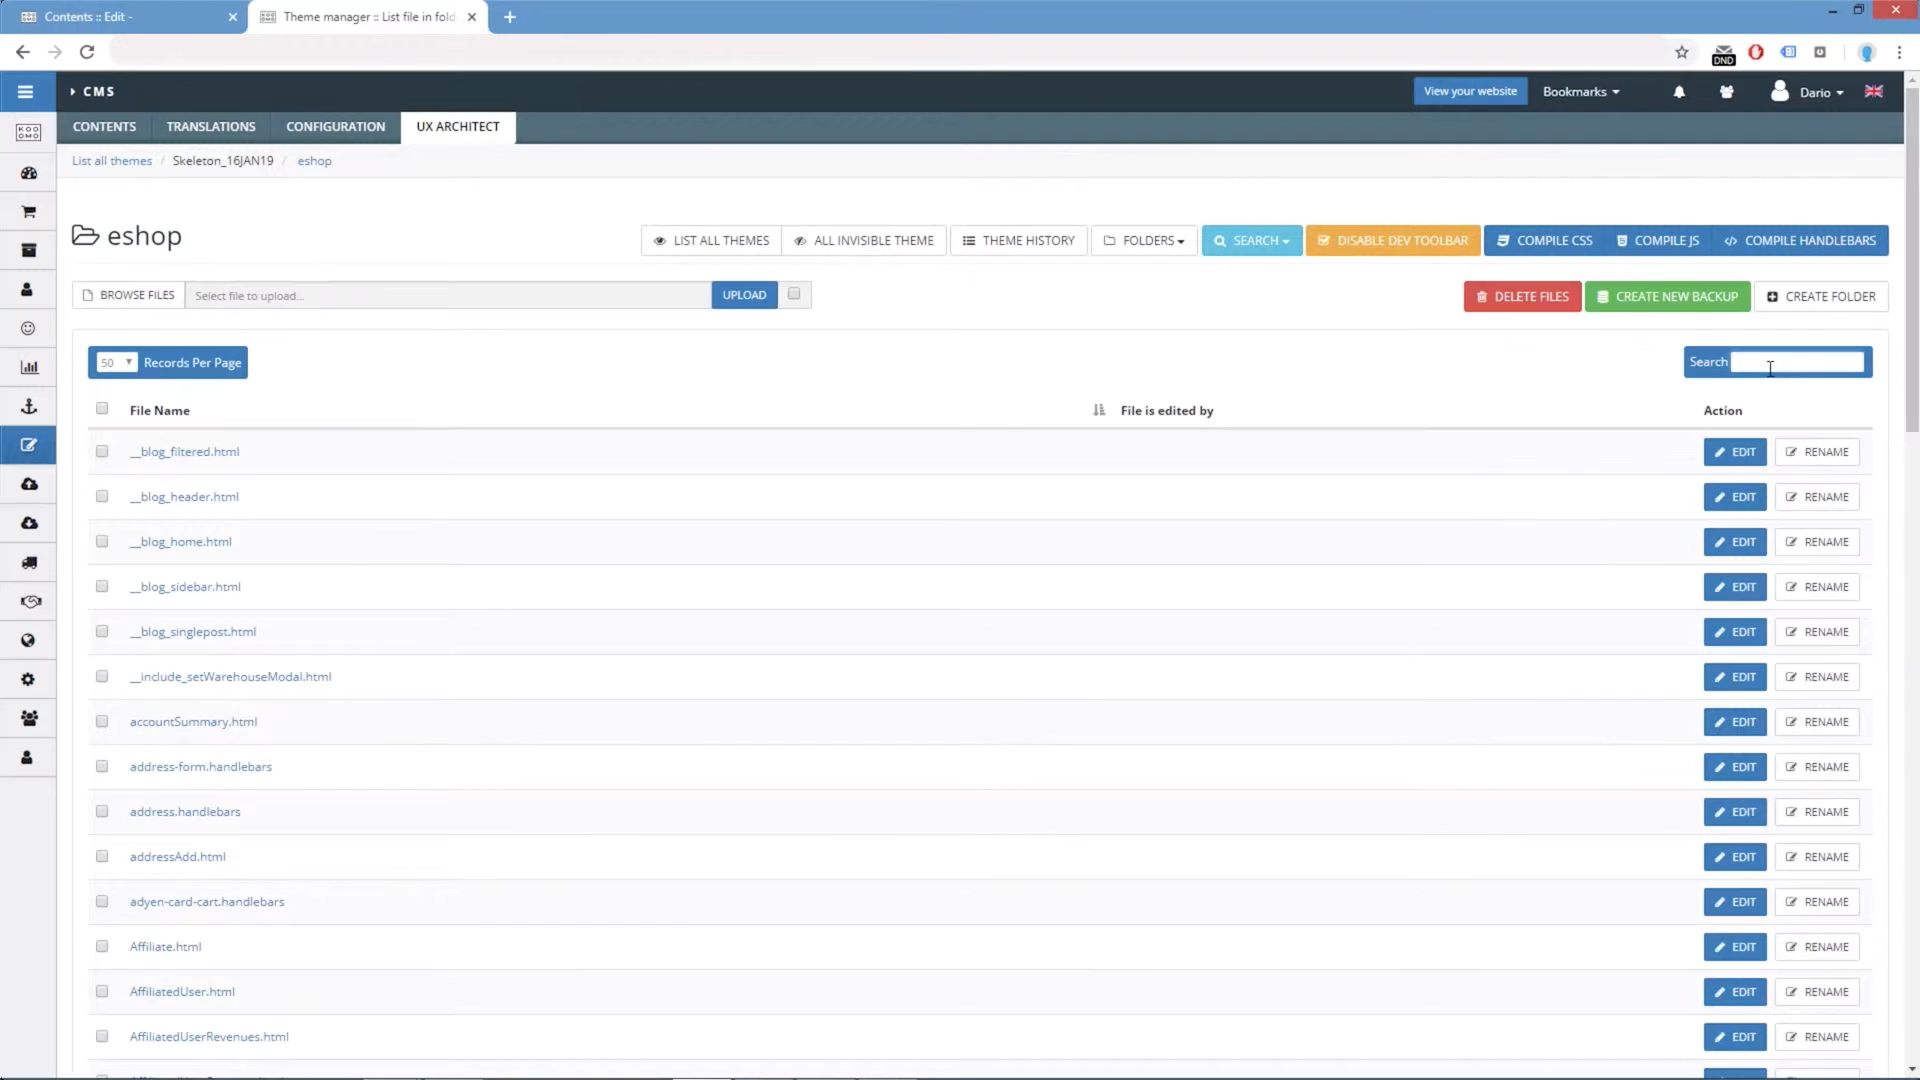 Contents :: Edit -
Theme manager :: List file in fold
DND
CMS
View your website
Bookmarks
Dario
KOO
OMO
CONTENTS
TRANSLATIONS
CONFIGURATION
UX ARCHITECT
List all themes / Skeleton_16JAN19 / eshop
eshop
LIST ALL THEMES
ALL INVISIBLE THEME
THEME HISTORY
FOLDERS
SEARCH
DISABLE DEV TOOLBAR
COMPILE CSS
COMPILE JS
COMPILE HANDLEBARS
BROWSE FILES
Select file to upload...
UPLOAD
DELETE FILES
CREATE NEW BACKUP
CREATE FOLDER
50 Records Per Page
Search
File Name
File is edited by
Action
__blog_filtered.html EDIT RENAME
__blog_header.html EDIT RENAME
__blog_home.html EDIT RENAME
__blog_sidebar.html EDIT RENAME
__blog_singlepost.html EDIT RENAME
__include_setWarehouseModal.html EDIT RENAME
accountSummary.html EDIT RENAME
address-form.handlebars EDIT RENAME
address.handlebars EDIT RENAME
addressAdd.html EDIT RENAME
adyen-card-cart.handlebars EDIT RENAME
Affiliate.html EDIT RENAME
AffiliatedUser.html EDIT RENAME
AffiliatedUserRevenues.html EDIT RENAME